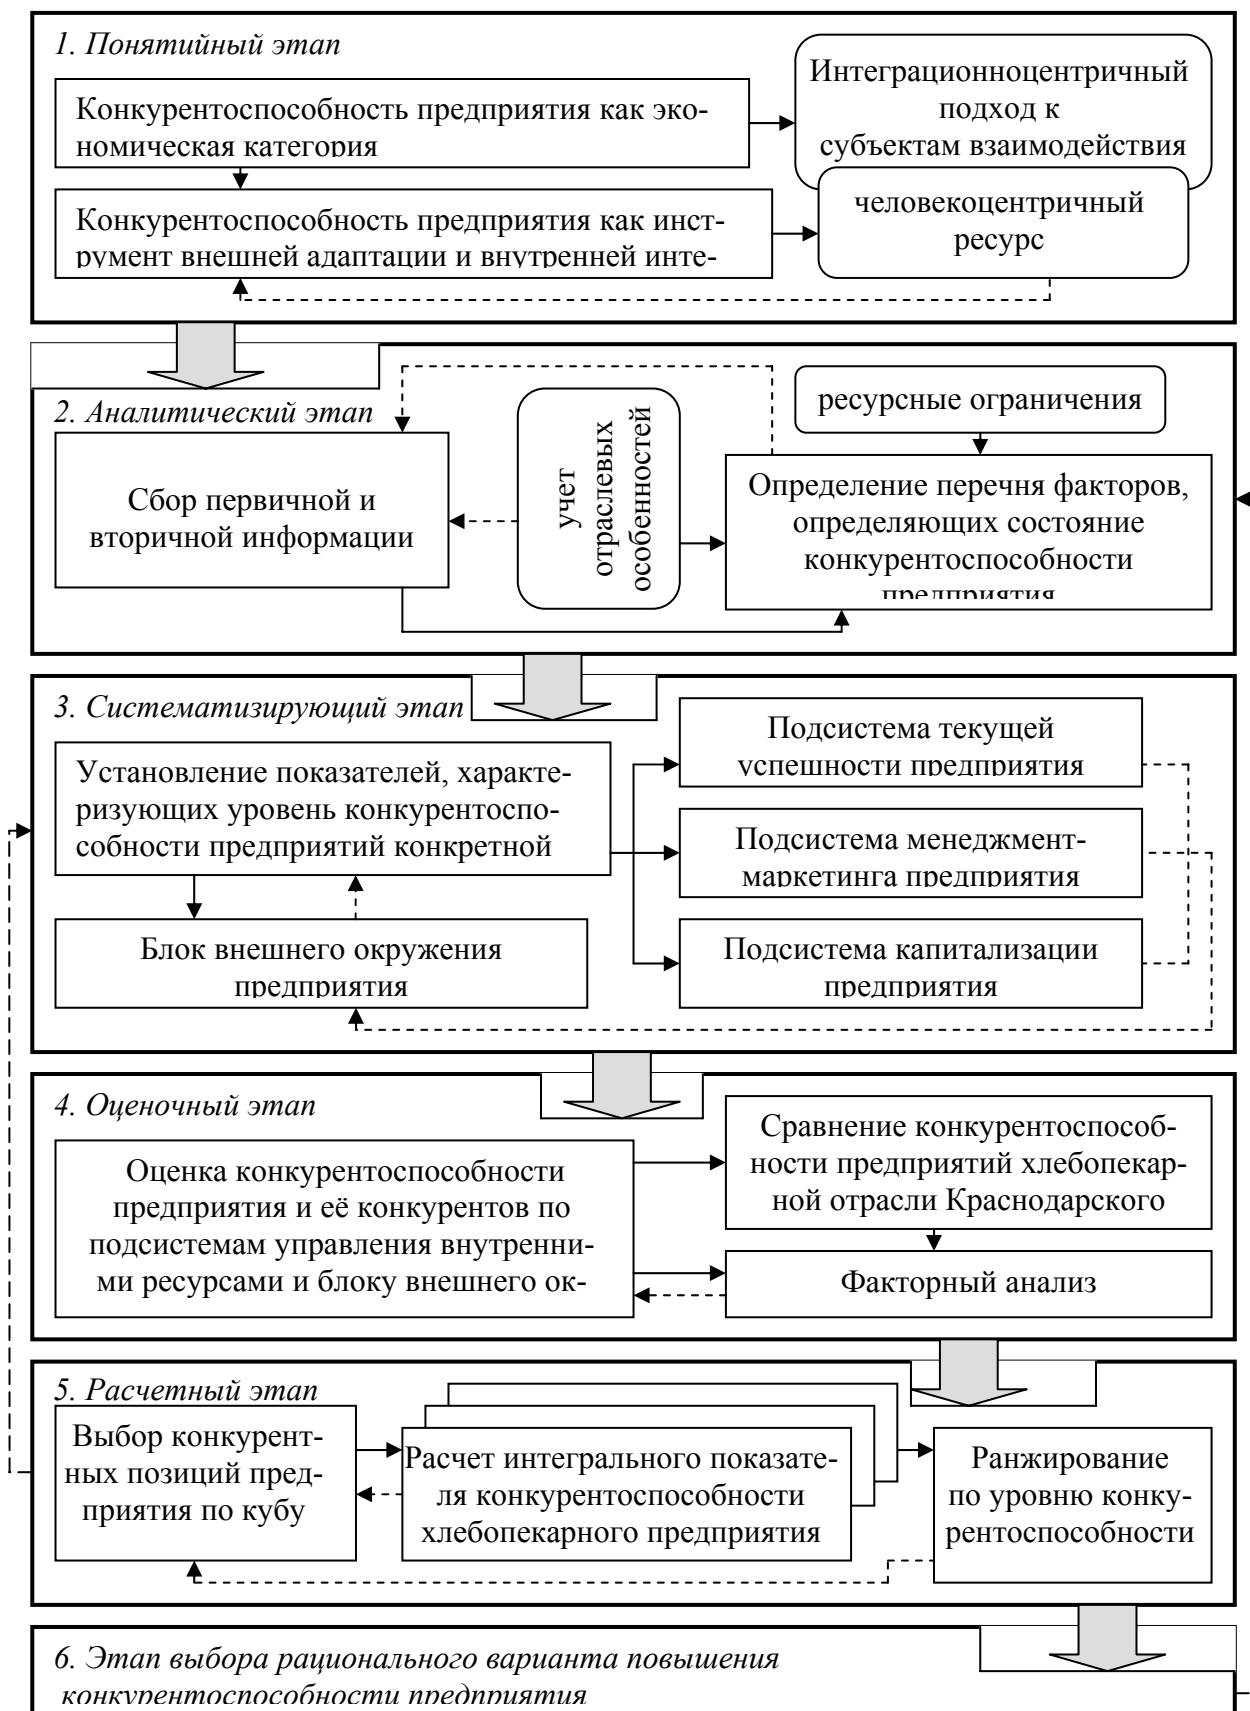 1. Понятийный этап
Конкурентоспособность предприятия как эко-
номическая категория
Интеграционноцентричный
подход к
субъектам взаимодействия
Конкурентоспособность предприятия как инст-
румент внешней адаптации и внутренней инте-
человекоцентричный
ресурс
2. Аналитический этап
Сбор первичной и
вторичной информации
учет
отраслевых
особенностей
ресурсные ограничения
Определение перечня факторов,
определяющих состояние
конкурентоспособности
предприятия
3. Систематизирующий этап
Установление показателей, характе-
ризующих уровень конкурентоспо-
собности предприятий конкретной
Блок внешнего окружения
предприятия
Подсистема текущей
успешности предприятия
Подсистема менеджмент-
маркетинга предприятия
Подсистема капитализации
предприятия
4. Оценочный этап
Оценка конкурентоспособности
предприятия и её конкурентов по
подсистемам управления внутренни-
ми ресурсами и блоку внешнего ок-
Сравнение конкурентоспособ-
ности предприятий хлебопекар-
ной отрасли Краснодарского
Факторный анализ
5. Расчетный этап
Выбор конкурент-
ных позиций пред-
приятия по кубу
Расчет интегрального показате-
ля конкурентоспособности
хлебопекарного предприятия
Ранжирование
по уровню конку-
рентоспособности
6. Этап выбора рационального варианта повышения
конкурентоспособности предприятия